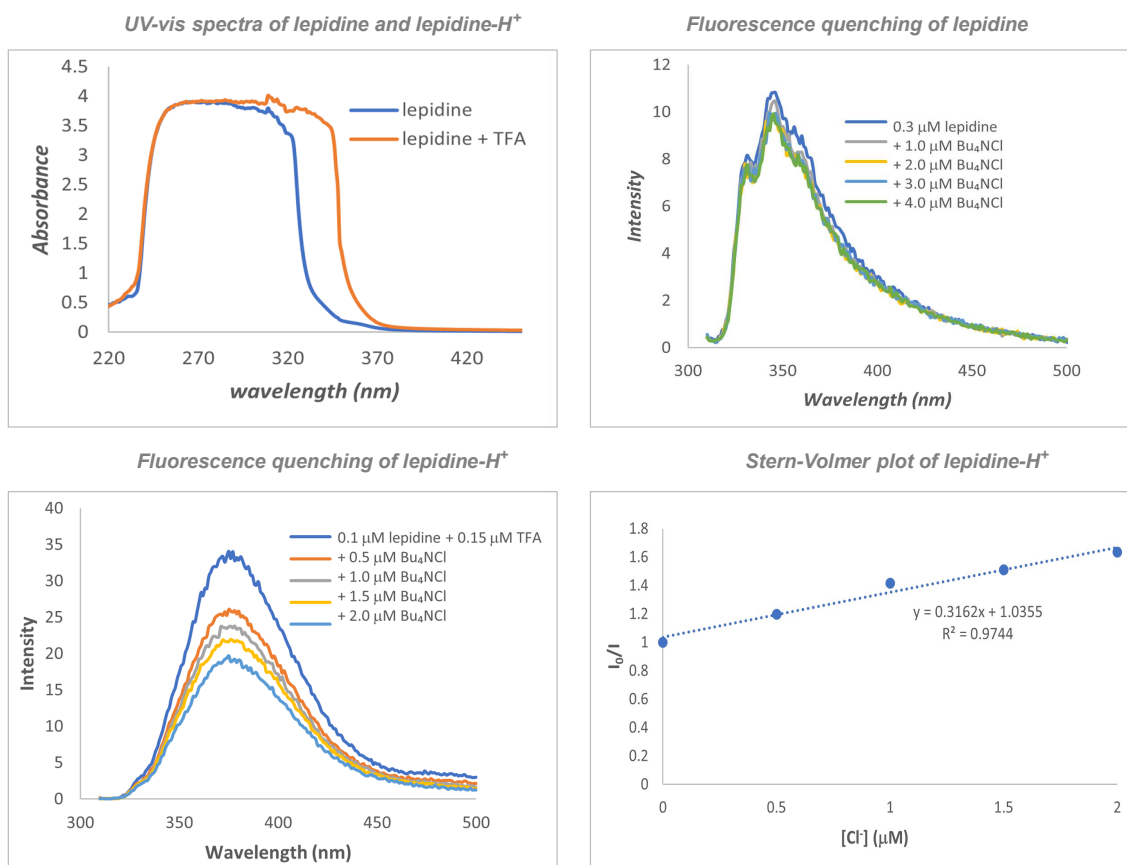 UV-vis spectra of lepidine and lepidine-H⁺
4.5
4
3.5
3
2.5
2
1.5
1
0.5
0
Absorbance
220
270
320
370
420
wavelength (nm)
lepidine
lepidine + TFA
Fluorescence quenching of lepidine
12
10
8
6
4
2
0
Intensity
300
350
400
450
500
Wavelength (nm)
0.3 µM lepidine
+ 1.0 µM Bu₄NCl
+ 2.0 µM Bu₄NCl
+ 3.0 µM Bu₄NCl
+ 4.0 µM Bu₄NCl
Fluorescence quenching of lepidine-H⁺
40
35
30
25
20
15
10
5
0
Intensity
300
350
400
450
500
Wavelength (nm)
0.1 µM lepidine + 0.15 µM TFA
+ 0.5 µM Bu₄NCl
+ 1.0 µM Bu₄NCl
+ 1.5 µM Bu₄NCl
+ 2.0 µM Bu₄NCl
Stern-Volmer plot of lepidine-H⁺
1.8
1.6
1.4
1.2
1
0.8
0.6
0.4
0.2
0
I₀/I
0
0.5
1
1.5
2
[Cl⁻] (µM)
y = 0.3162x + 1.0355
R² = 0.9744